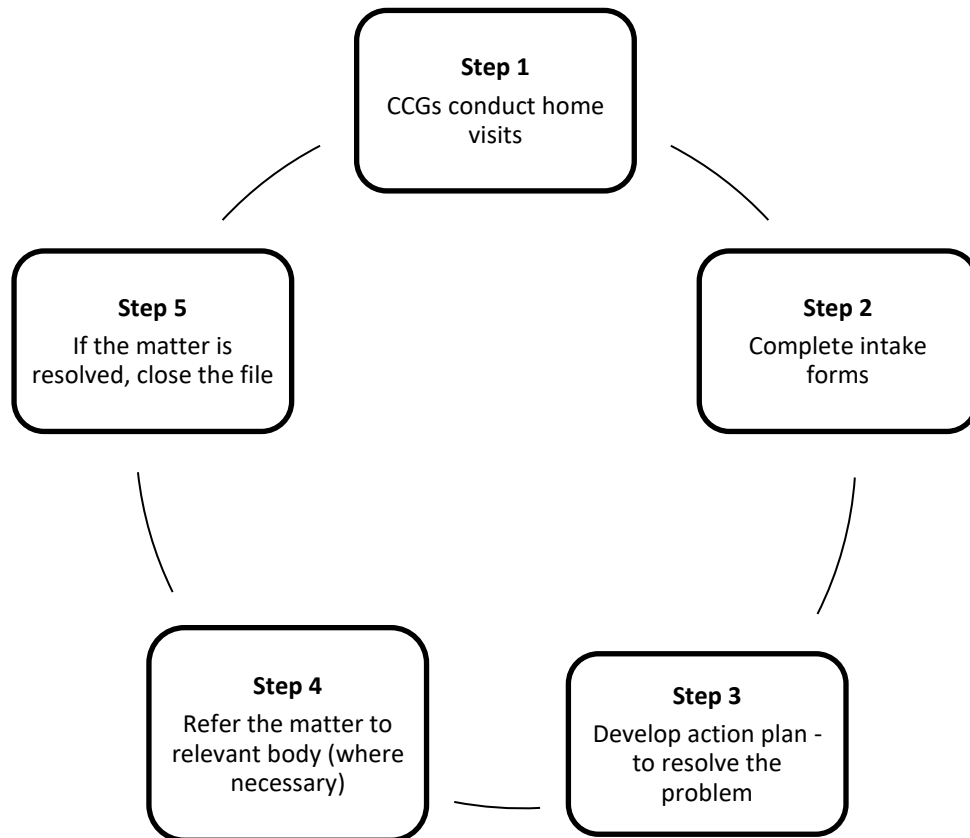 Step 1
CCGs conduct home
visits
Step 2
Complete intake
forms
Step 3
Develop action plan -
to resolve the
problem
Step 4
Refer the matter to
relevant body (where
necessary)
Step 5
If the matter is
resolved, close the file